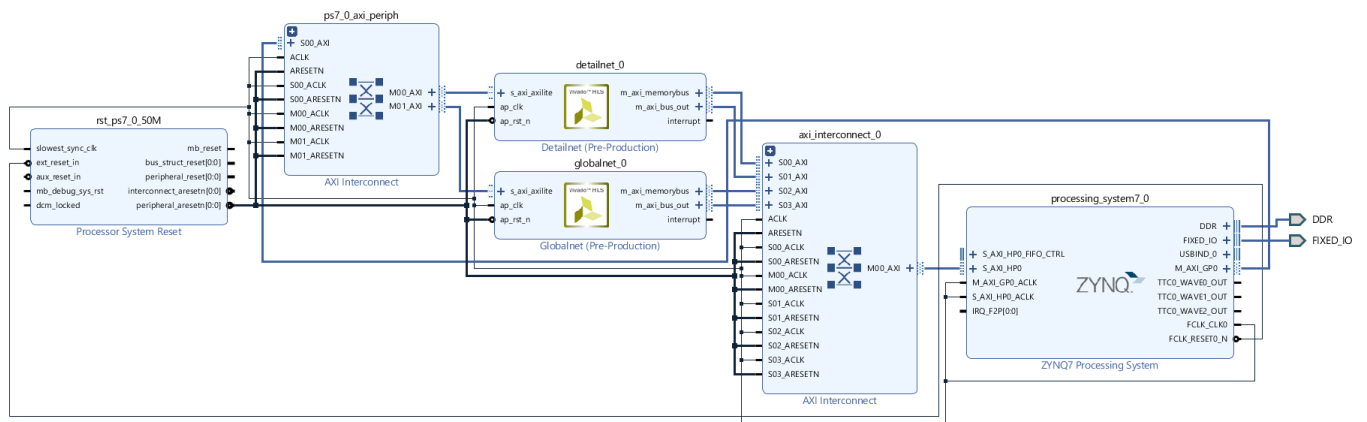 ps7_0_axi_periph
S00_AXI
ACLK
ARESETN
S00_ACLK
S00_ARESETN
M00_ACLK
M00_ARESETN
M01_ACLK
M01_ARESETN
M00_AXI
M01_AXI
AXI Interconnect
rst_ps7_0_50M
slowest_sync_clk
ext_reset_in
aux_reset_in
mb_debug_sys_rst
dcm_locked
mb_reset
bus_struct_reset[0:0]
peripheral_reset[0:0]
interconnect_aresetn[0:0]
peripheral_aresetn[0:0]
Processor System Reset
detailnet_0
s_axi_axilite
ap_clk
ap_rst_n
m_axi_memorybus
m_axi_bus_out
interrupt
Detailnet (Pre-Production)
globalnet_0
s_axi_axilite
ap_clk
ap_rst_n
m_axi_memorybus
m_axi_bus_out
interrupt
Globalnet (Pre-Production)
axi_interconnect_0
S00_AXI
S01_AXI
S02_AXI
S03_AXI
ACLK
ARESETN
S00_ACLK
S00_ARESETN
M00_ACLK
M00_ARESETN
S01_ACLK
S01_ARESETN
S02_ACLK
S02_ARESETN
S03_ACLK
S03_ARESETN
M00_AXI
AXI Interconnect
processing_system7_0
S_AXI_HP0_FIFO_CTRL
S_AXI_HP0
M_AXI_GP0_ACLK
S_AXI_HP0_ACLK
IRQ_F2P[0:0]
ZYNQ
DDR
FIXED_IO
USBIND_0
M_AXI_GP0
TTC0_WAVE0_OUT
TTC0_WAVE1_OUT
TTC0_WAVE2_OUT
FCLK_CLK0
FCLK_RESET0_N
ZYNQ7 Processing System
DDR
FIXED_IO